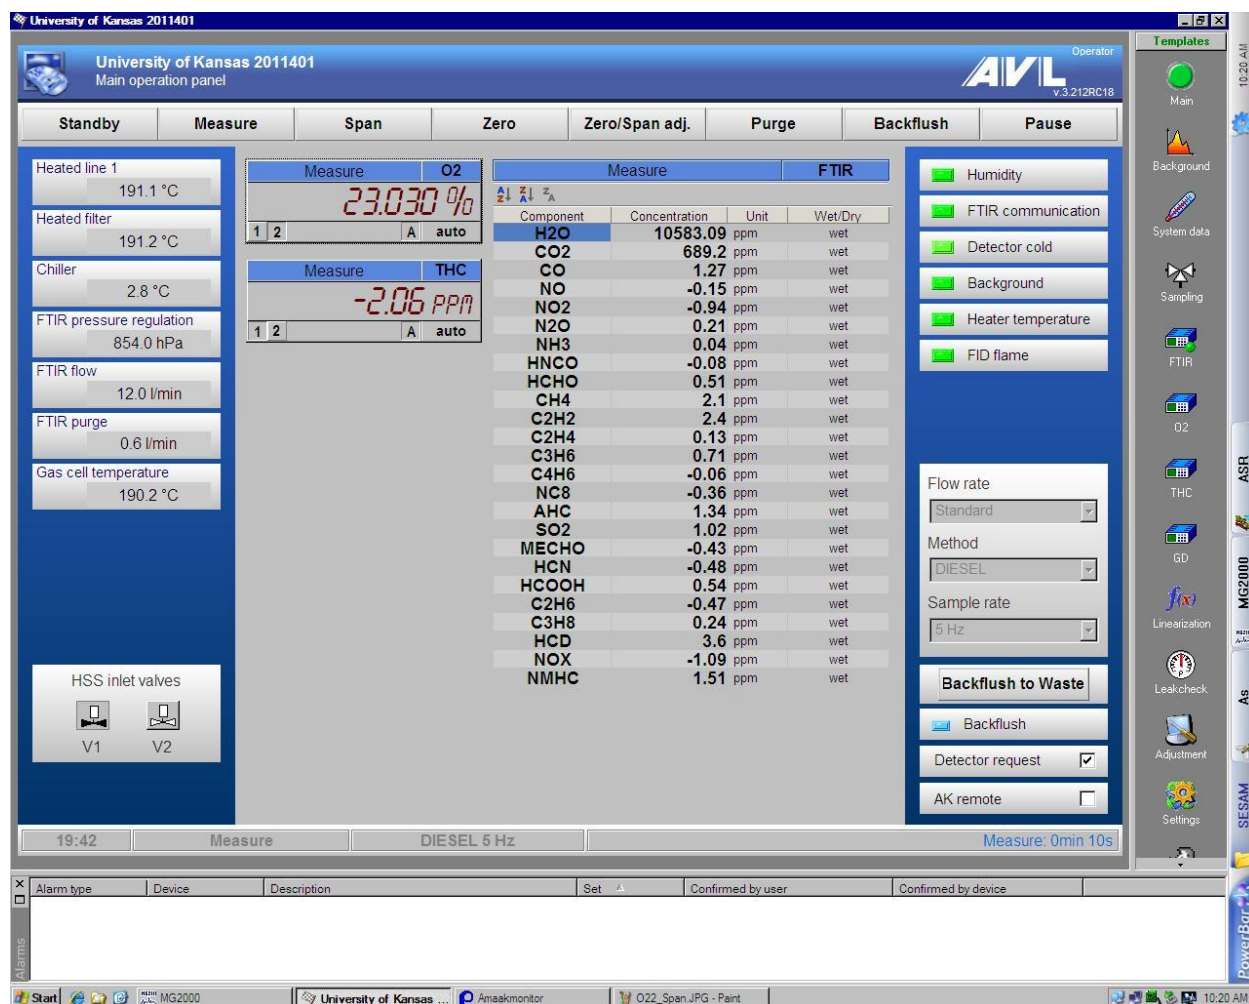 University of Kansas 2011401
University of Kansas 2011401
Main operation panel
Operator
AVL
v.3.212RC18
Standby Measure Span Zero Zero/Span adj. Purge Backflush Pause
Heated line 1
191.1 °C
Heated filter
191.2 °C
Chiller
2.8 °C
FTIR pressure regulation
854.0 hPa
FTIR flow
12.0 l/min
FTIR purge
0.6 l/min
Gas cell temperature
190.2 °C
HSS inlet valves
V1 V2
Measure O2
23.030 %
1 2 A auto
Measure THC
-2.06 PPM
1 2 A auto
Measure FTIR
Component Concentration Unit Wet/Dry
H2O 10583.09 ppm wet
CO2 689.2 ppm wet
CO 1.27 ppm wet
NO -0.15 ppm wet
NO2 -0.94 ppm wet
N2O 0.21 ppm wet
NH3 0.04 ppm wet
HNCO -0.08 ppm wet
HCHO 0.51 ppm wet
CH4 2.1 ppm wet
C2H2 2.4 ppm wet
C2H4 0.13 ppm wet
C3H6 0.71 ppm wet
C4H6 -0.06 ppm wet
NC8 -0.36 ppm wet
AHC 1.34 ppm wet
SO2 1.02 ppm wet
MECHO -0.43 ppm wet
HCN -0.48 ppm wet
HCOOH 0.54 ppm wet
C2H6 -0.47 ppm wet
C3H8 0.24 ppm wet
HCD 3.6 ppm wet
NOX -1.09 ppm wet
NMHC 1.51 ppm wet
Humidity
FTIR communication
Detector cold
Background
Heater temperature
FID flame
Flow rate
Standard
Method
DIESEL
Sample rate
5 Hz
Backflush to Waste
Backflush
Detector request
AK remote
19:42 Measure DIESEL 5 Hz Measure: 0min 10s
Templates
Main
Background
System data
Sampling
FTIR
O2
THC
GD
f(x)
Linearization
Leakcheck
Adjustment
Settings
10:20 AM
ASR
MG2000
As
SESAM
PowerBar
Alarm type Device Description Set Confirmed by user Confirmed by device
Alarms
Start MG2000 University of Kansas ... Amaakmonitor O22_Span.JPG - Paint 10:20 AM